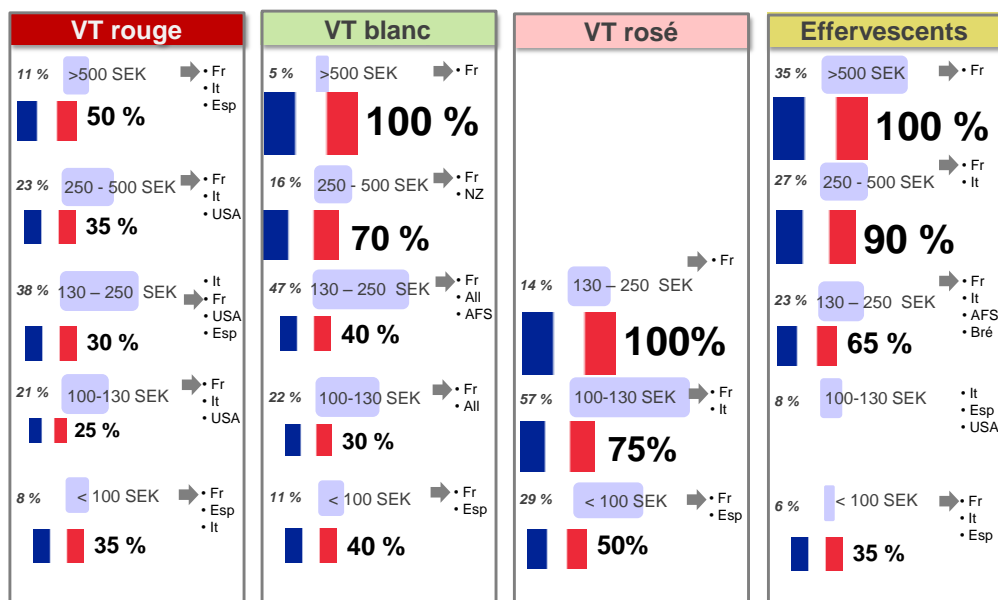 VT rouge
11 %
>500 SEK
• Fr
• It
• Esp
50 %
23 %
250 - 500 SEK
• Fr
• It
• USA
35 %
38 %
130 – 250 SEK
• It
• Fr
• USA
• Esp
30 %
21 %
100-130 SEK
• Fr
• It
• USA
25 %
8 %
< 100 SEK
• Fr
• Esp
• It
35 %
VT blanc
5 %
>500 SEK
• Fr
100 %
16 %
250 - 500 SEK
• Fr
• NZ
70 %
47 %
130 – 250 SEK
• Fr
• All
• AFS
40 %
22 %
100-130 SEK
• Fr
• All
30 %
11 %
< 100 SEK
• Fr
• Esp
40 %
VT rosé
14 %
130 – 250 SEK
• Fr
100%
57 %
100-130 SEK
• Fr
• It
75%
29 %
< 100 SEK
• Fr
• Esp
50%
Effervescents
35 %
>500 SEK
• Fr
100 %
27 %
250 - 500 SEK
• Fr
• It
90 %
23 %
130 – 250 SEK
• Fr
• It
• AFS
• Bré
65 %
8 %
100-130 SEK
• It
• Esp
• USA
6 %
< 100 SEK
• Fr
• It
• Esp
35 %